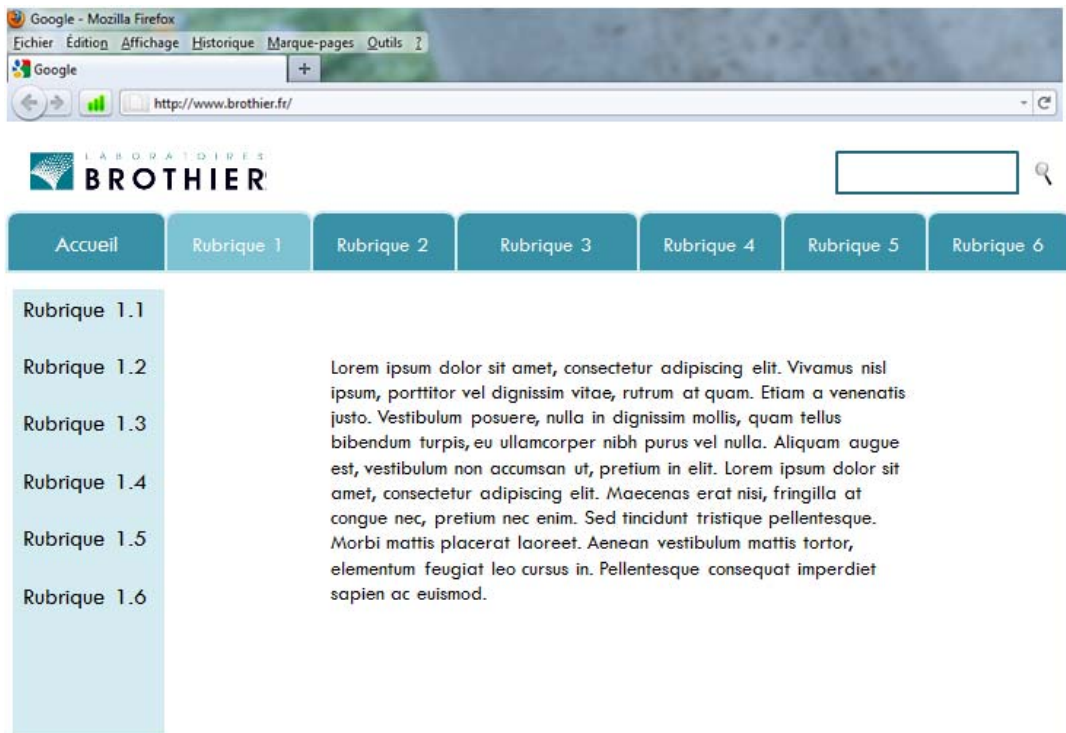 Google - Mozilla Firefox
Fichier Édition Affichage Historique Marque-pages Outils ?
Google +
http://www.brothier.fr/
LABORATOIRES
BROTHIER
Accueil Rubrique 1 Rubrique 2 Rubrique 3 Rubrique 4 Rubrique 5 Rubrique 6
Rubrique 1.1
Rubrique 1.2
Rubrique 1.3
Rubrique 1.4
Rubrique 1.5
Rubrique 1.6
Lorem ipsum dolor sit amet, consectetur adipiscing elit. Vivamus nisl
ipsum, porttitor vel dignissim vitae, rutrum at quam. Etiam a venenatis
justo. Vestibulum posuere, nulla in dignissim mollis, quam tellus
bibendum turpis, eu ullamcorper nibh purus vel nulla. Aliquam augue
est, vestibulum non accumsan ut, pretium in elit. Lorem ipsum dolor sit
amet, consectetur adipiscing elit. Maecenas erat nisi, fringilla at
congue nec, pretium nec enim. Sed tincidunt tristique pellentesque.
Morbi mattis placerat laoreet. Aenean vestibulum mattis tortor,
elementum feugiat leo cursus in. Pellentesque consequat imperdiet
sapien ac euismod.